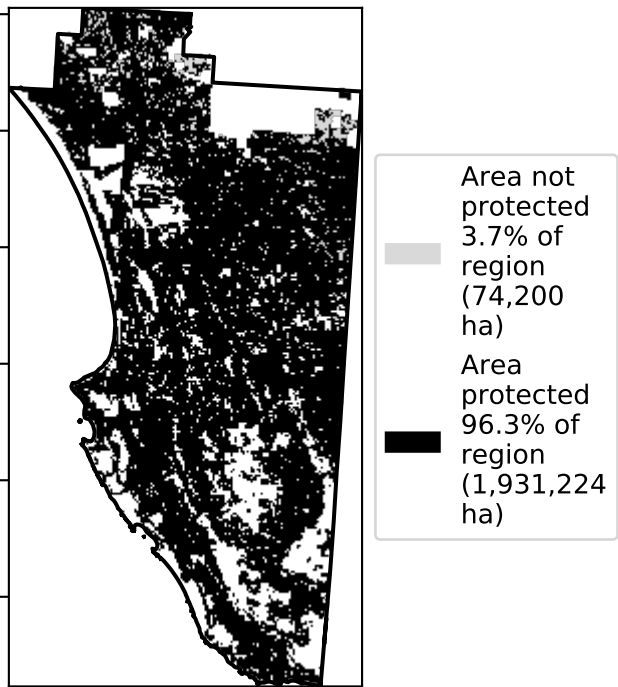 Area not
protected
3.7% of
region
(74,200
ha)
Area
protected
96.3% of
region
(1,931,224
ha)